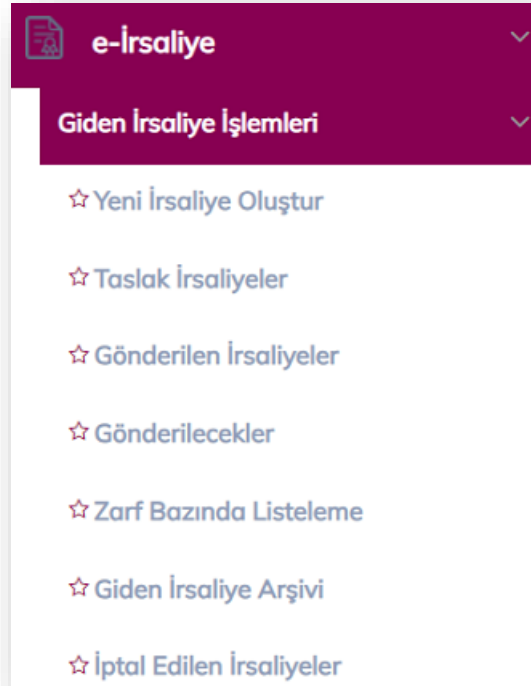 e-İrsaliye
Giden İrsaliye İşlemleri
Yeni İrsaliye Oluştur
Taslak İrsaliyeler
Gönderilen İrsaliyeler
Gönderilecekler
Zarf Bazında Listeleme
Giden İrsaliye Arşivi
İptal Edilen İrsaliyeler